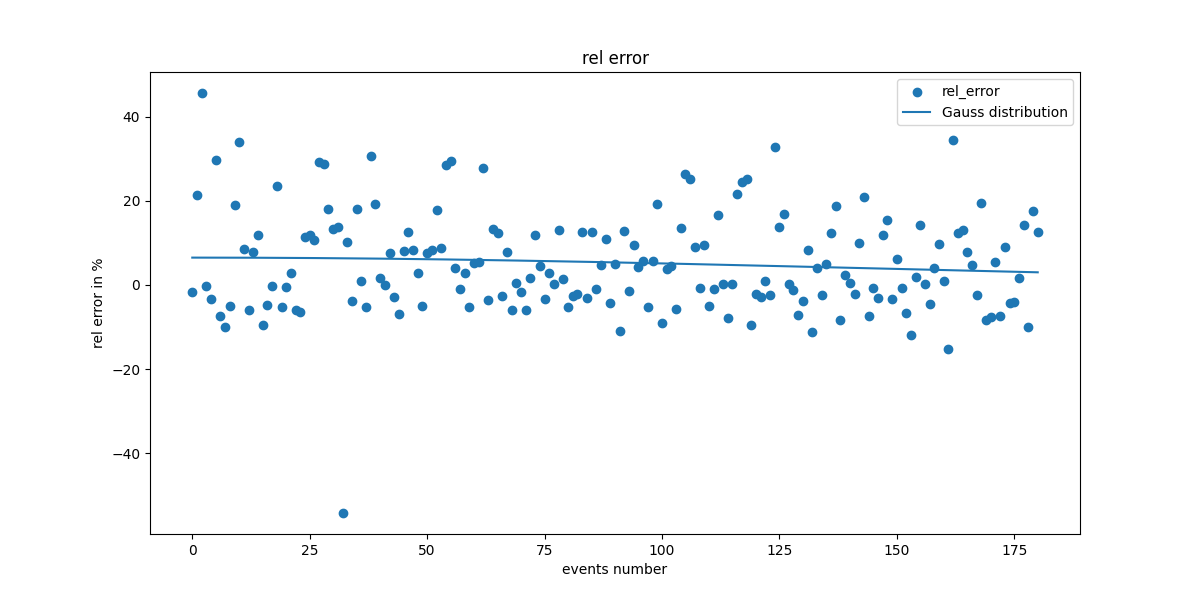 rel error
rel_error
Gauss distribution
40
20
0
−20
−40
rel error in %
0
25
50
75
100
125
150
175
events number